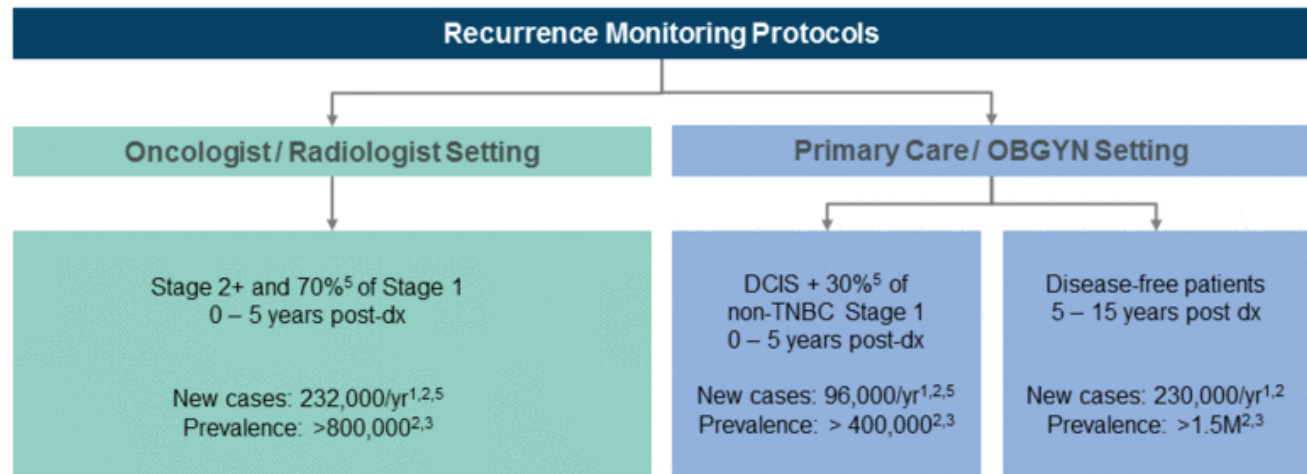 Recurrence Monitoring Protocols
Oncologist / Radiologist Setting
Primary Care / OBGYN Setting
Stage 2+ and 70%⁵ of Stage 1
0 – 5 years post-dx
New cases: 232,000/yr¹,²,⁵
Prevalence: >800,000²,³
DCIS + 30%⁵ of
non-TNBC Stage 1
0 – 5 years post-dx
New cases: 96,000/yr¹,²,⁵
Prevalence: > 400,000²,³
Disease-free patients
5 – 15 years post dx
New cases: 230,000/yr¹,²
Prevalence: >1.5M²,³